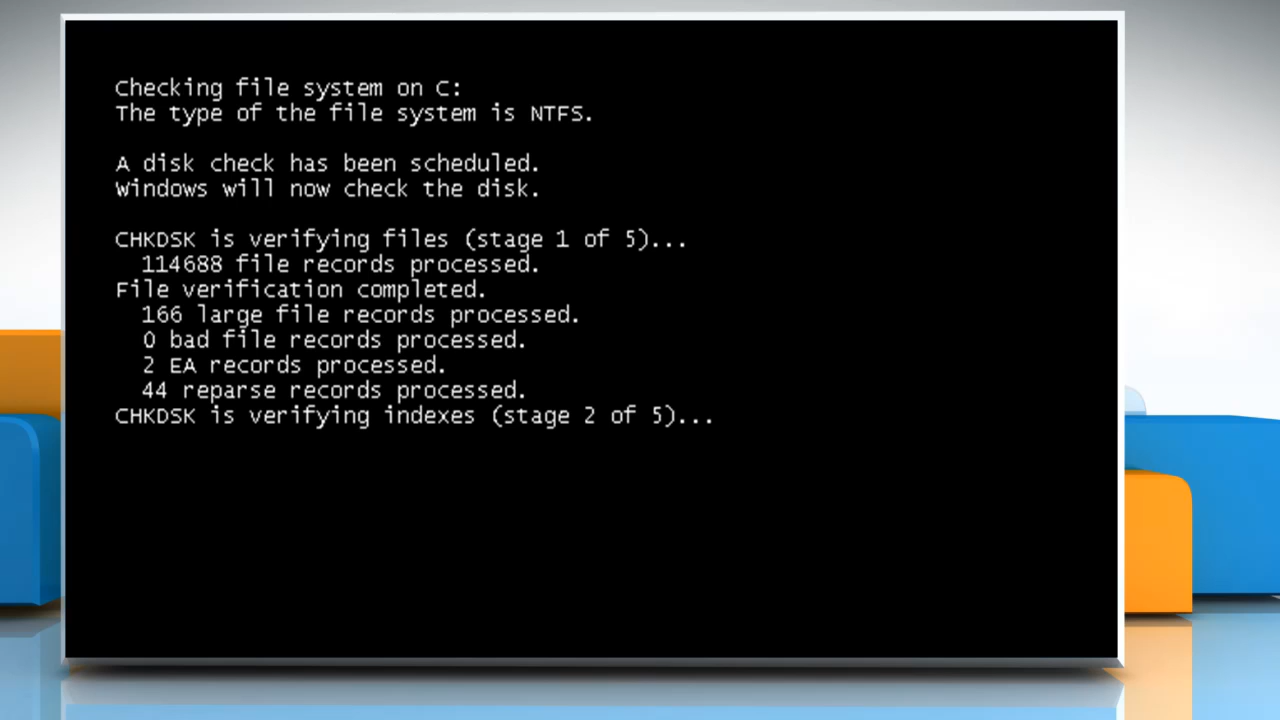 Checking file system on C:
The type of the file system is NTFS.
A disk check has been scheduled.
Windows will now check the disk.
CHKDSK is verifying files (stage 1 of 5)...
114688 file records processed.
File verification completed.
166 large file records processed.
0 bad file records processed.
2 EA records processed.
44 reparse records processed.
CHKDSK is verifying indexes (stage 2 of 5)...